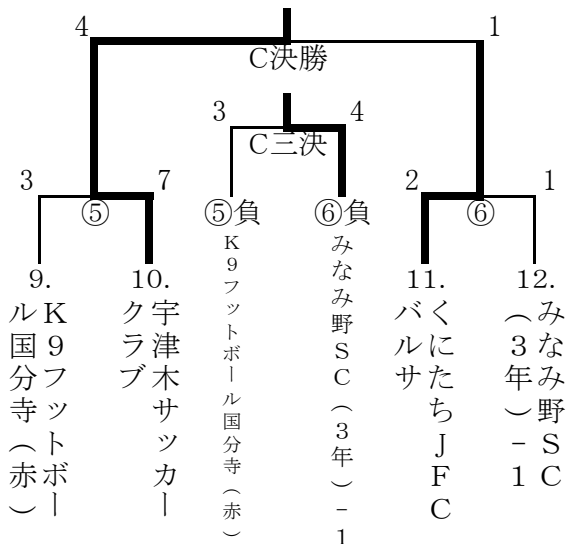 4
1
C決勝
3
4
C三決
3
7
2
1
⑤
⑤負
⑥負
⑥
9.
K9フットボー
ル国分寺(赤)
10.
宇津木サッカー
クラブ
K9フットボール国分寺(赤)
みなみ野SC(3年)-1
11.
くにたちJFC
バルサ
12.
みなみ野SC
(3年)-1